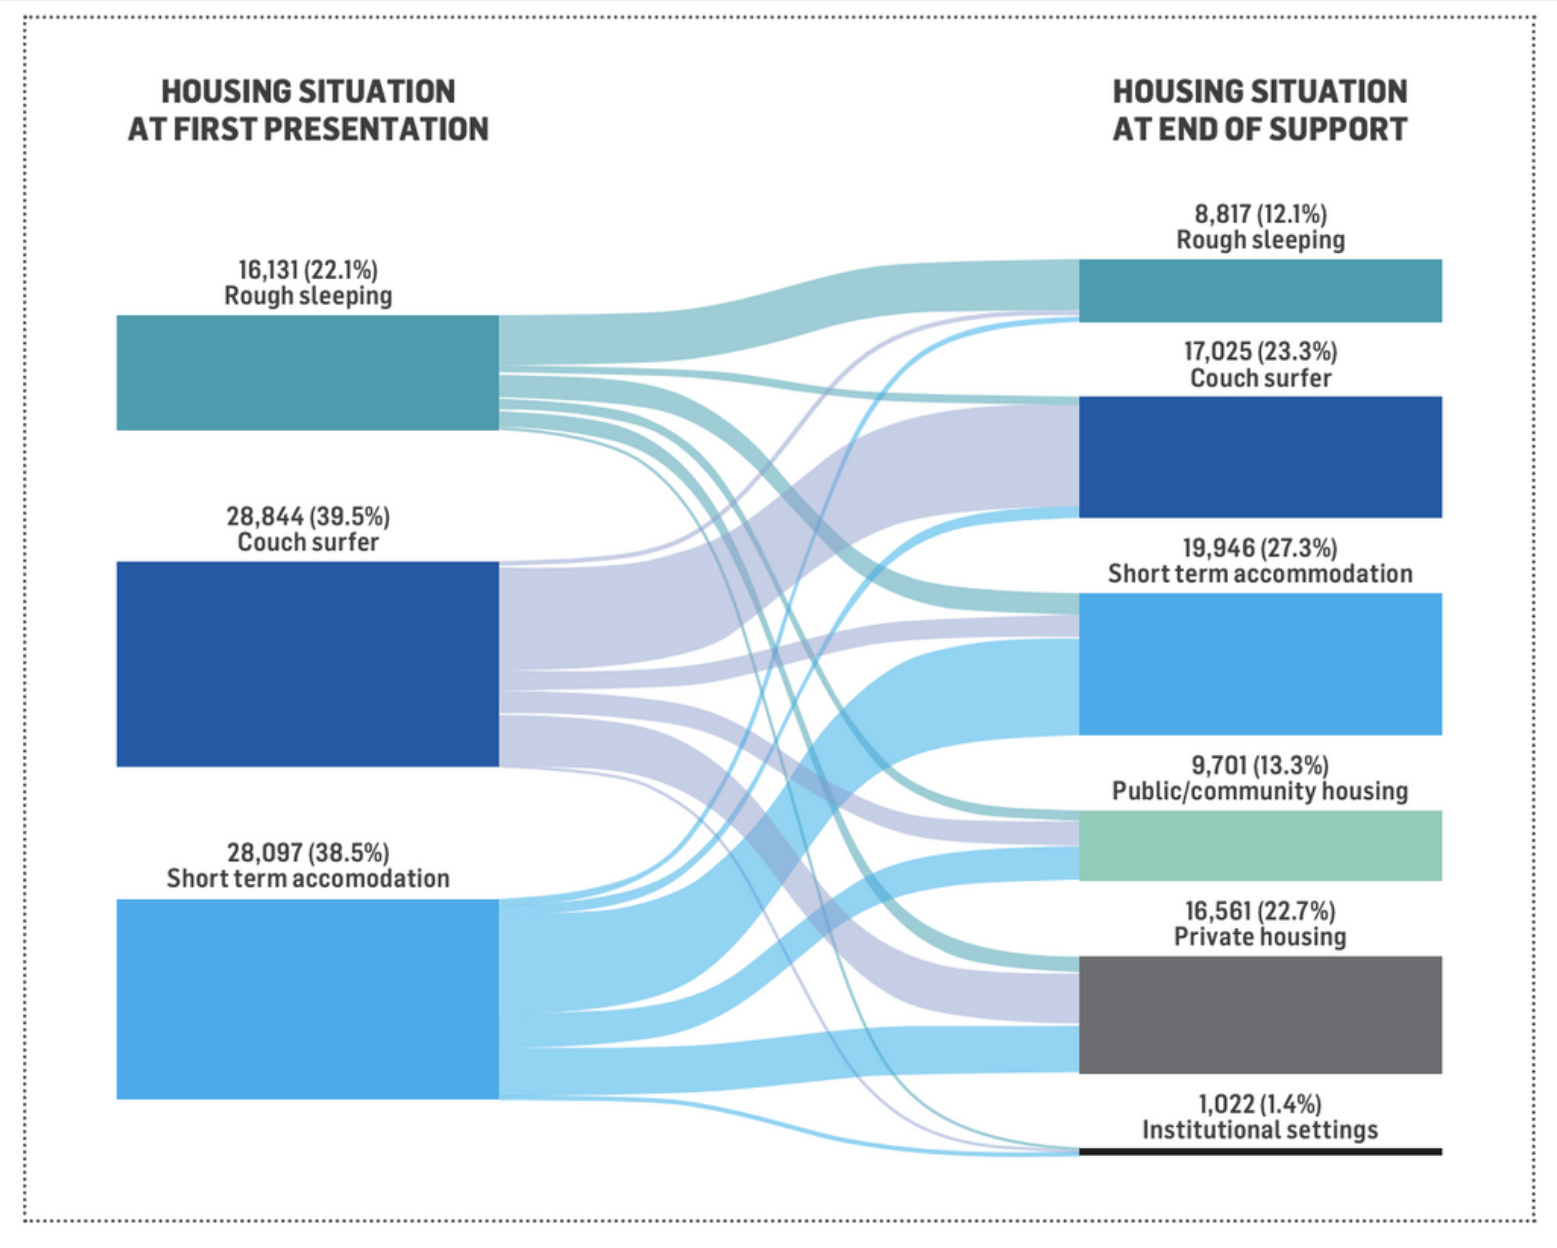 HOUSING SITUATION
AT FIRST PRESENTATION
16,131 (22.1%)
Rough sleeping
28,844 (39.5%)
Couch surfer
28,097 (38.5%)
Short term accomodation
HOUSING SITUATION
AT END OF SUPPORT
8,817 (12.1%)
Rough sleeping
17,025 (23.3%)
Couch surfer
19,946 (27.3%)
Short term accommodation
9,701 (13.3%)
Public/community housing
16,561 (22.7%)
Private housing
1,022 (1.4%)
Institutional settings